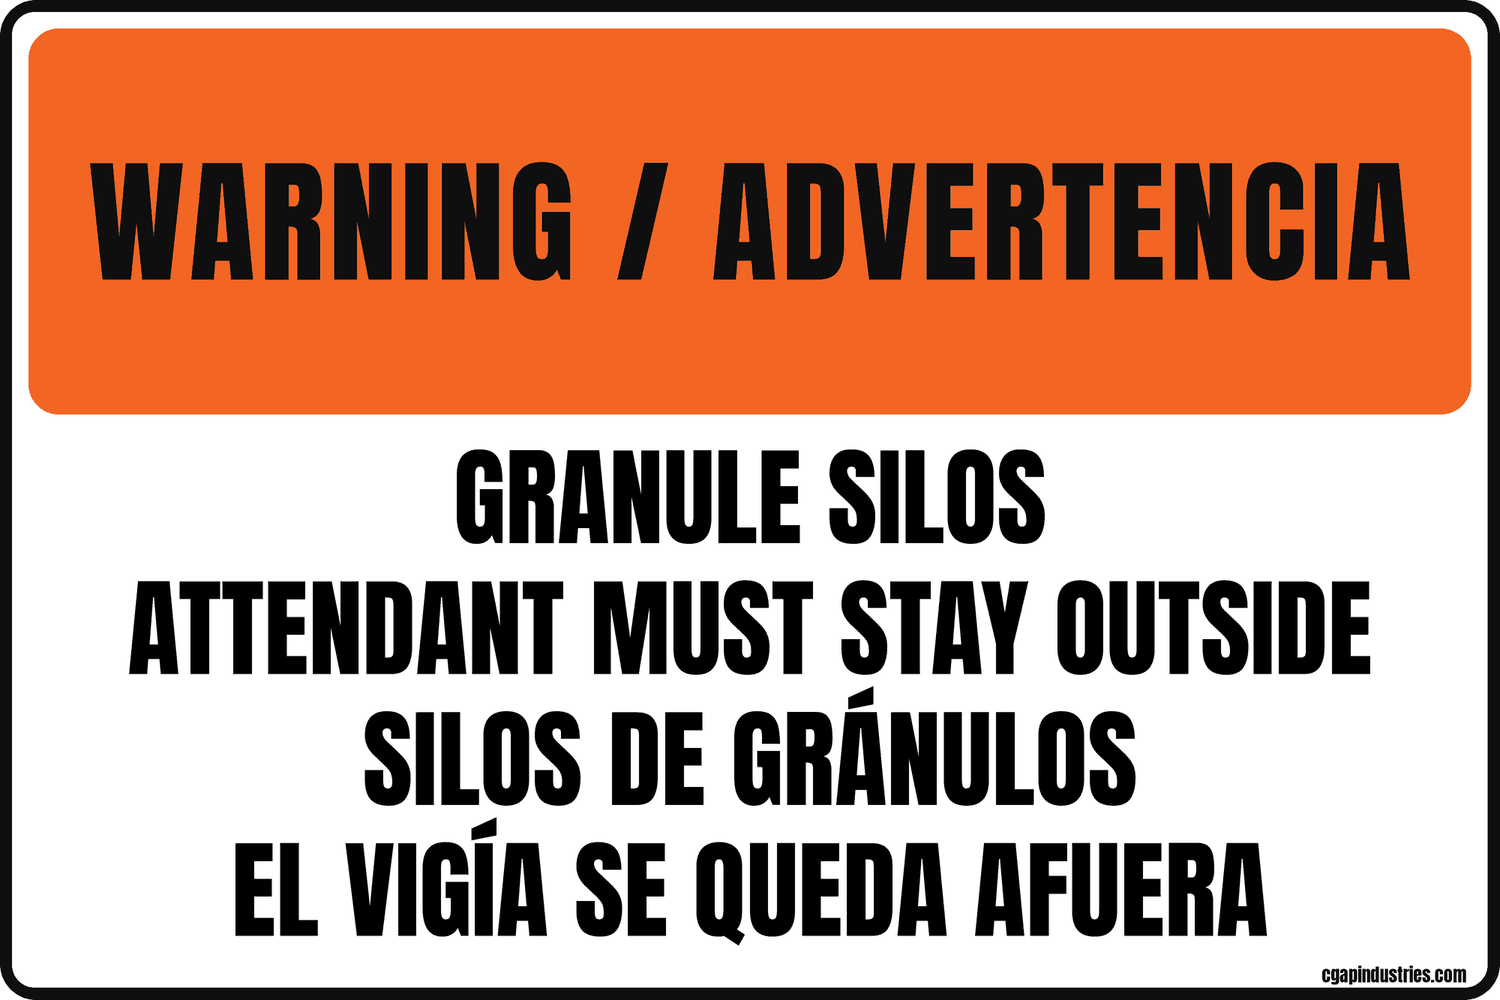 WARNING / ADVERTENCIA
GRANULE SILOS
ATTENDANT MUST STAY OUTSIDE
SILOS DE GRÁNULOS
EL VIGÍA SE QUEDA AFUERA
cgapindustries.com